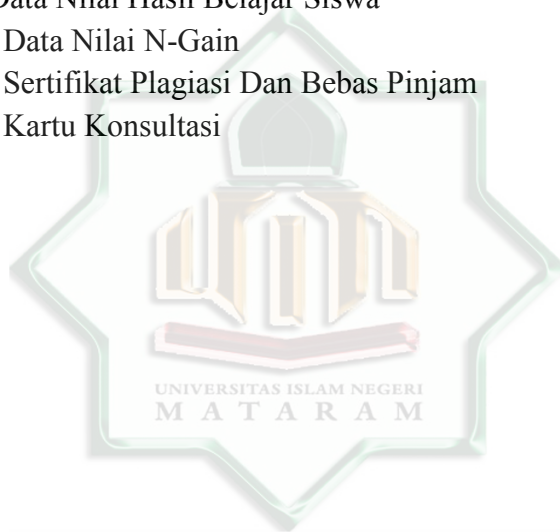 Data Nilai Hasil Belajar Siswa
Data Nilai N-Gain
Sertifikat Plagiasi Dan Bebas Pinjam
Kartu Konsultasi
UNIVERSITAS ISLAM NEGERI
MATARAM